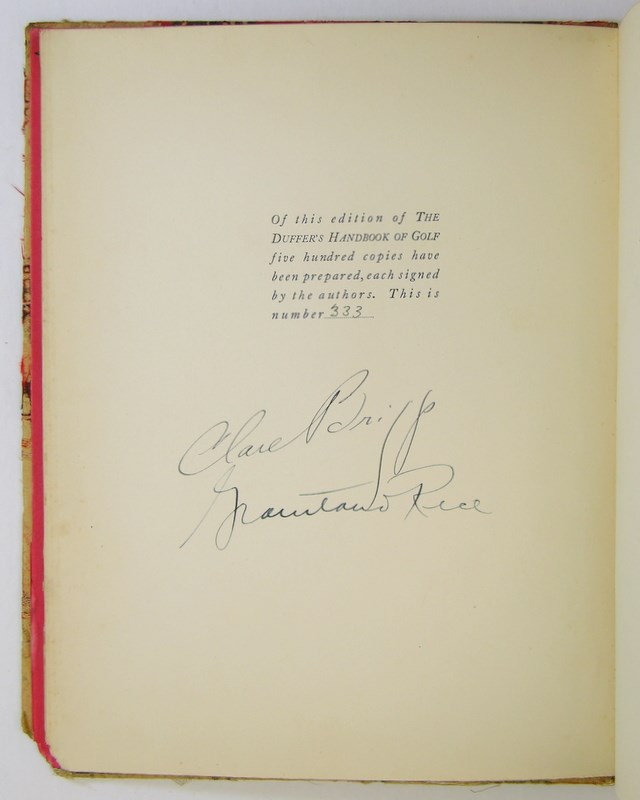 Of this edition of THE
DUFFER'S HANDBOOK OF GOLF
five hundred copies have
been prepared, each signed
by the authors. This is
number 333
Clare Briggs
Grantland Rice